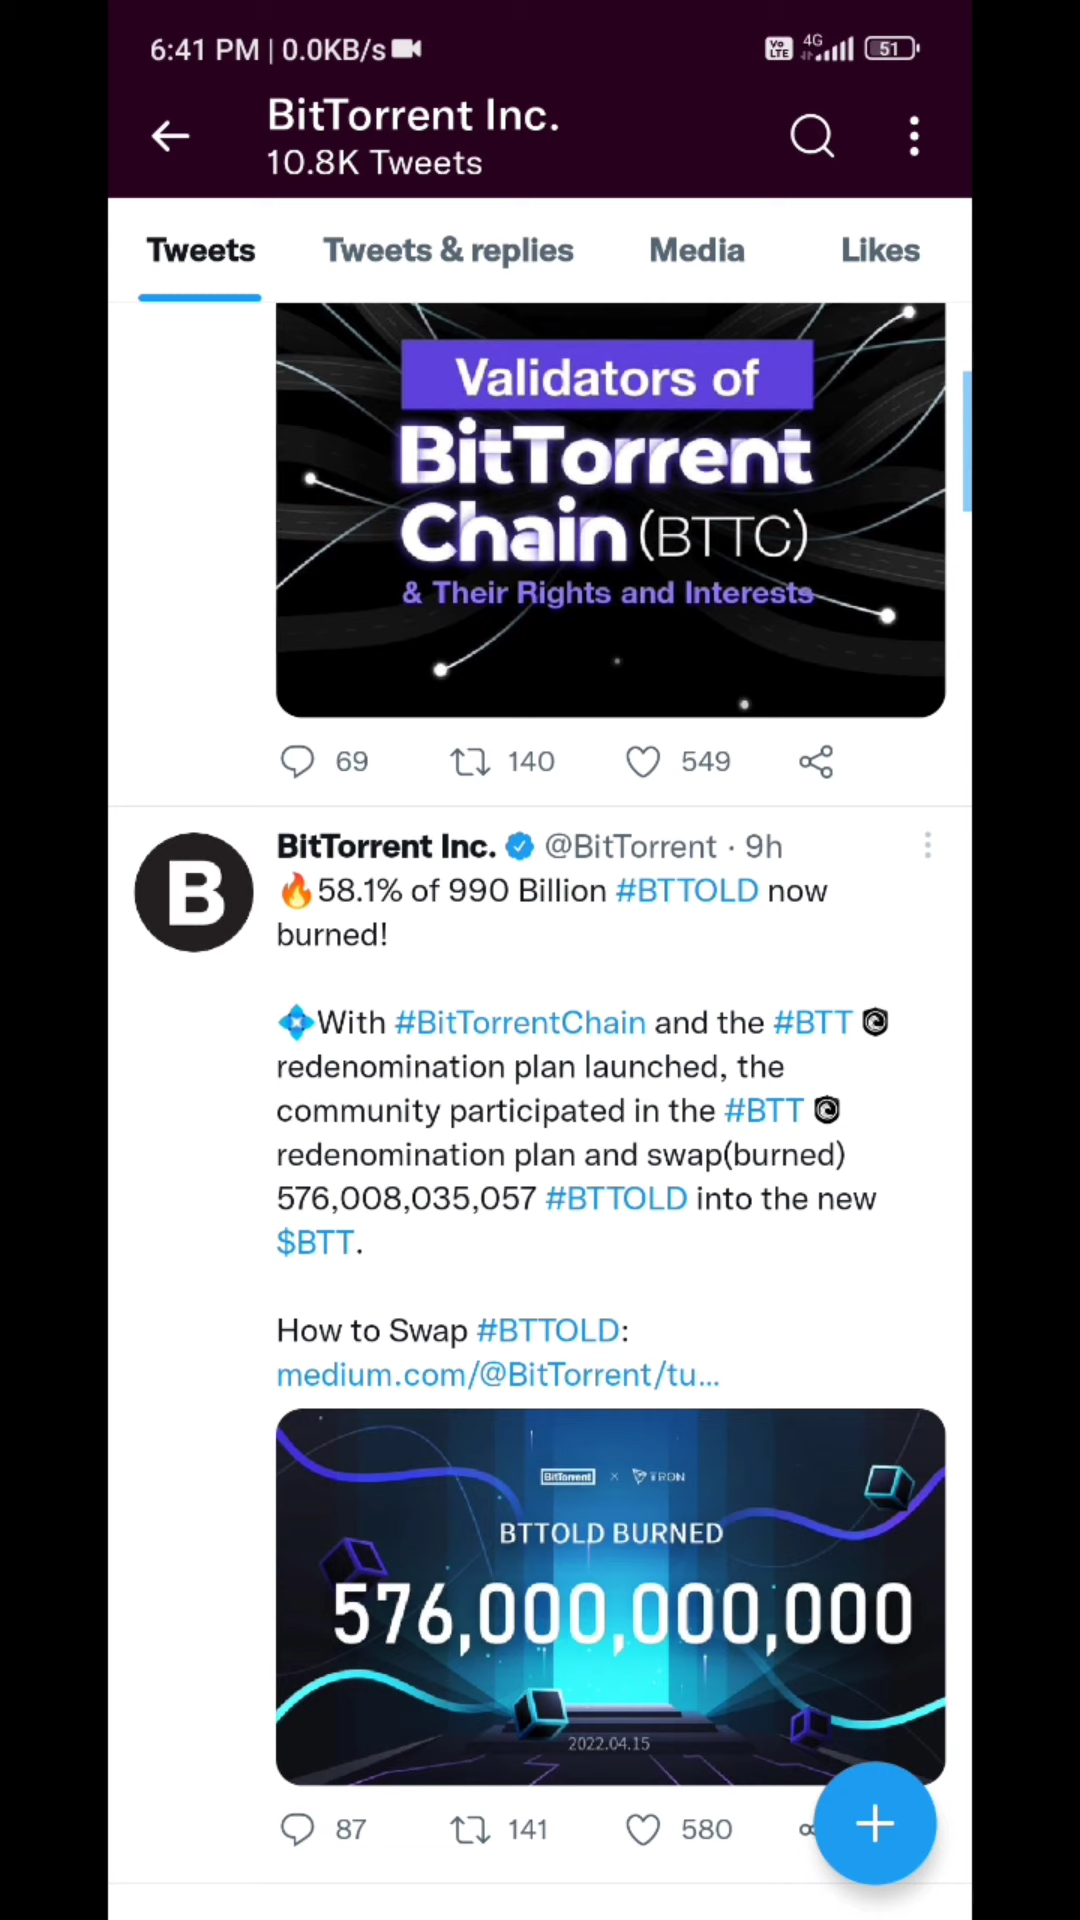 6:41 PM | 0.0KB/s
Vo LTE 4G 51
BitTorrent Inc.
10.8K Tweets
Tweets Tweets & replies Media Likes
Validators of
BitTorrent
Chain (BTTC)
& Their Rights and Interests
69 140 549
B
BitTorrent Inc. @BitTorrent · 9h
🔥58.1% of 990 Billion #BTTOLD now
burned!
💠With #BitTorrentChain and the #BTT
redenomination plan launched, the
community participated in the #BTT
redenomination plan and swap(burned)
576,008,035,057 #BTTOLD into the new
$BTT.
How to Swap #BTTOLD:
medium.com/@BitTorrent/tu...
BitTorrent × TRON
BTTOLD BURNED
576,000,000,000
2022.04.15
87 141 580